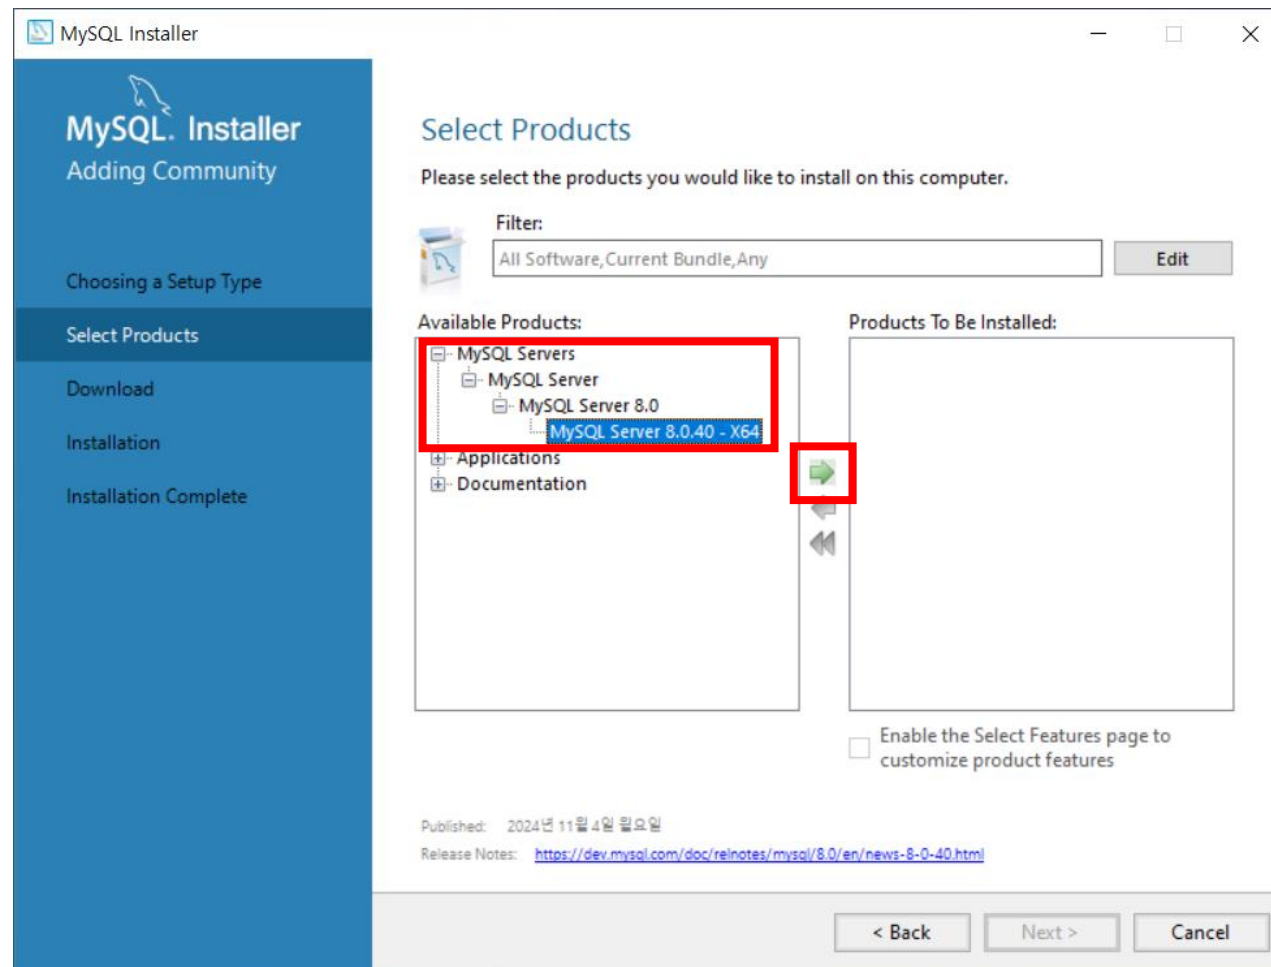 MySQL Installer
MySQL. Installer
Adding Community
Choosing a Setup Type
Select Products
Download
Installation
Installation Complete
Select Products
Please select the products you would like to install on this computer.
Filter:
All Software,Current Bundle,Any
Edit
Available Products:
MySQL Servers
MySQL Server
MySQL Server 8.0
MySQL Server 8.0.40 - X64
Applications
Documentation
Products To Be Installed:
Enable the Select Features page to
customize product features
Published: 2024년 11월 4일 월요일
Release Notes: https://dev.mysql.com/doc/relnotes/mysql/8.0/en/news-8-0-40.html
< Back
Next >
Cancel